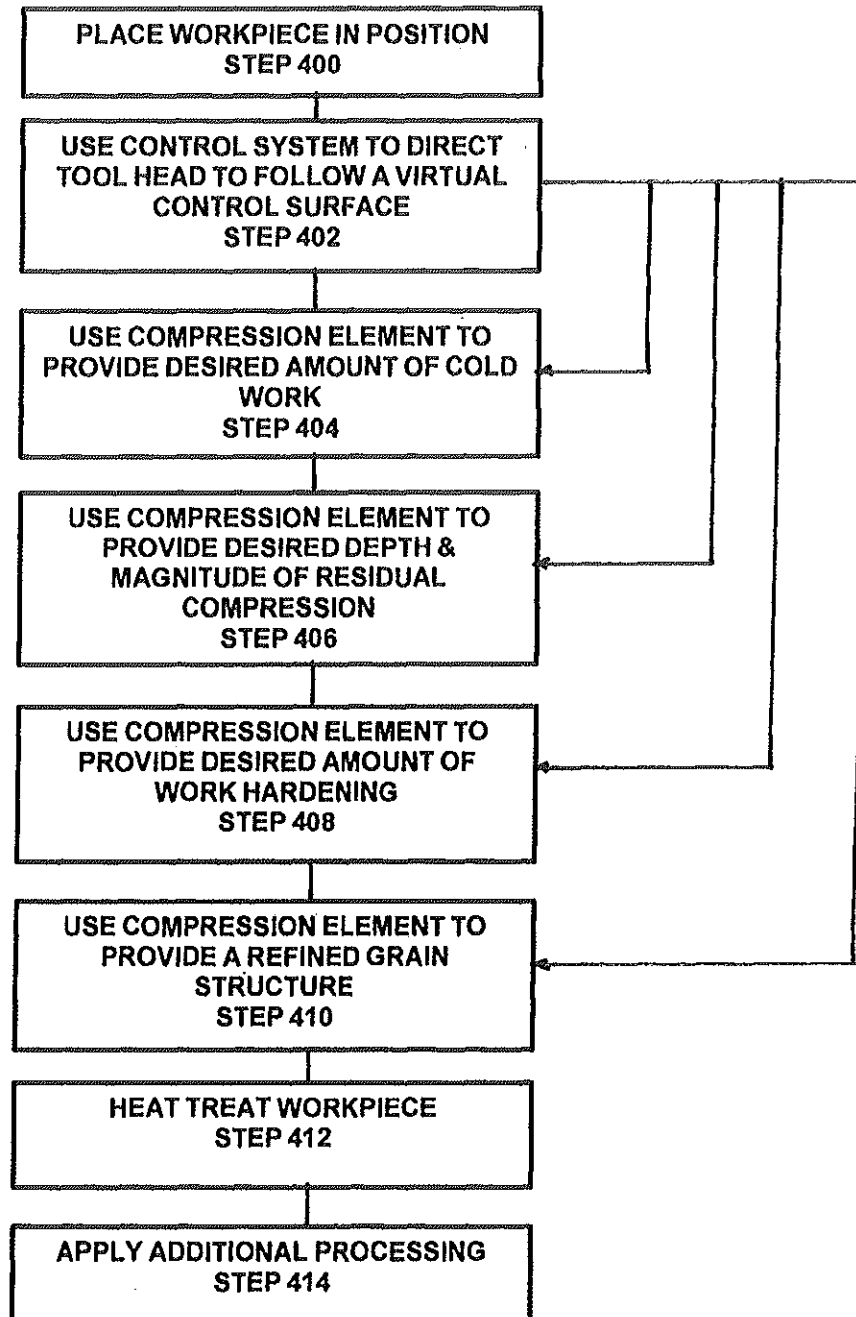 PLACE WORKPIECE IN POSITION
STEP 400
USE CONTROL SYSTEM TO DIRECT
TOOL HEAD TO FOLLOW A VIRTUAL
CONTROL SURFACE
STEP 402
USE COMPRESSION ELEMENT TO
PROVIDE DESIRED AMOUNT OF COLD
WORK
STEP 404
USE COMPRESSION ELEMENT TO
PROVIDE DESIRED DEPTH &
MAGNITUDE OF RESIDUAL
COMPRESSION
STEP 406
USE COMPRESSION ELEMENT TO
PROVIDE DESIRED AMOUNT OF
WORK HARDENING
STEP 408
USE COMPRESSION ELEMENT TO
PROVIDE A REFINED GRAIN
STRUCTURE
STEP 410
HEAT TREAT WORKPIECE
STEP 412
APPLY ADDITIONAL PROCESSING
STEP 414